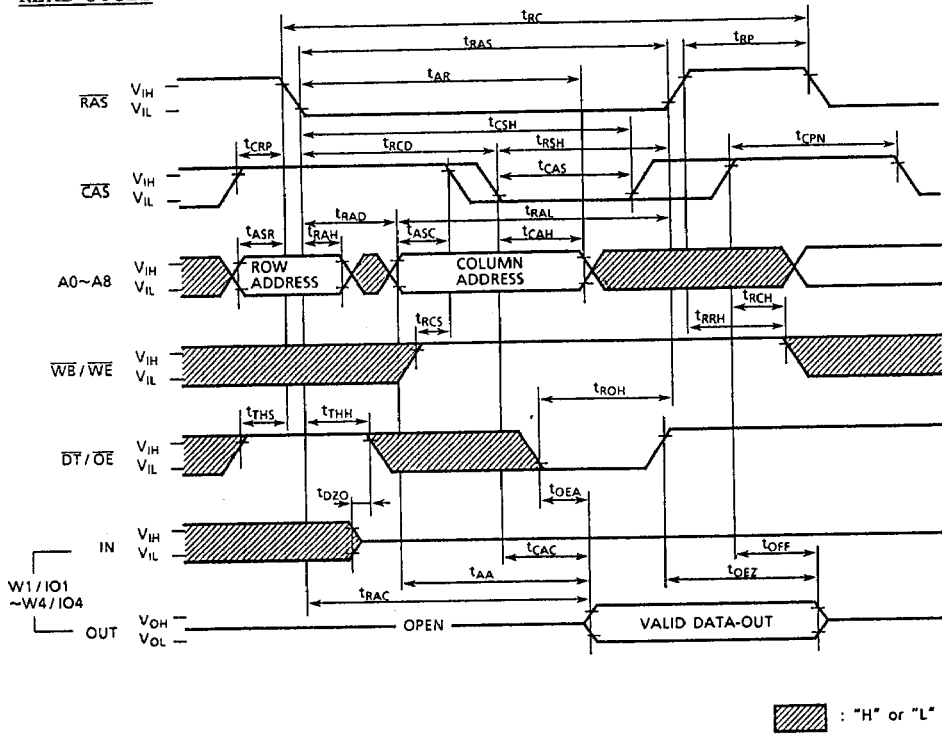 tRC
tRAS
tRP
tAR
RAS VIH
VIL
tCSH
tCRP tRCD tRSH tCPN
tCAS
CAS VIH
VIL
tRAD tRAL
tASR tRAH tASC tCAH
A0~A8 VIH
VIL
ROW ADDRESS
COLUMN ADDRESS
tRCS tRCH
tRRH
WB/WE VIH
VIL
tROH
tTHS tTHH
DT/OE VIH
VIL
tDZO tOEA
IN VIH
VIL
tCAC tOFF
tAA tOEZ
W1/IO1
~W4/IO4
tRAC
OUT VOH
VOL
OPEN VALID DATA-OUT
: "H" or "L"